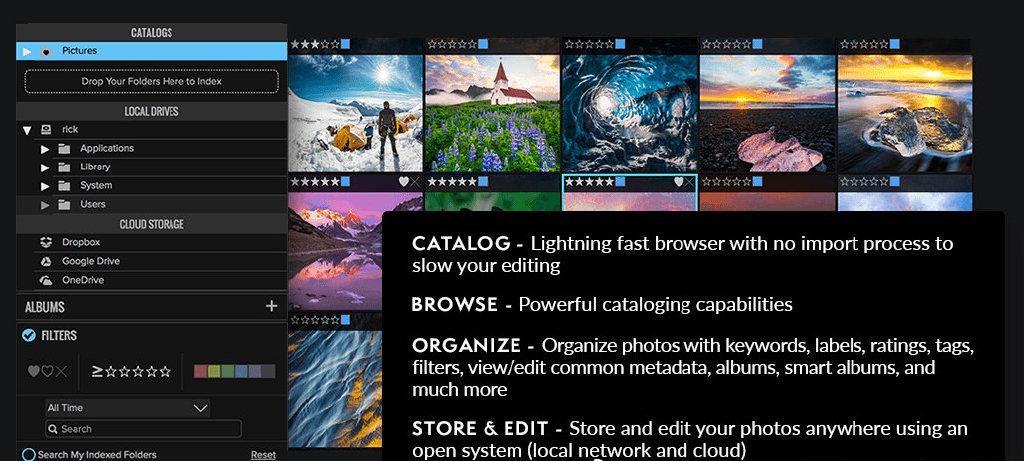 CATALOGS
Pictures
Drop Your Folders Here to Index
LOCAL DRIVES
rick
Applications
Library
System
Users
CLOUD STORAGE
Dropbox
Google Drive
OneDrive
ALBUMS
FILTERS
All Time
Search
Search My Indexed Folders
Reset
CATALOG - Lightning fast browser with no import process to
slow your editing
BROWSE - Powerful cataloging capabilities
ORGANIZE - Organize photos with keywords, labels, ratings, tags,
filters, view/edit common metadata, albums, smart albums, and
much more
STORE & EDIT - Store and edit your photos anywhere using an
open system (local network and cloud)